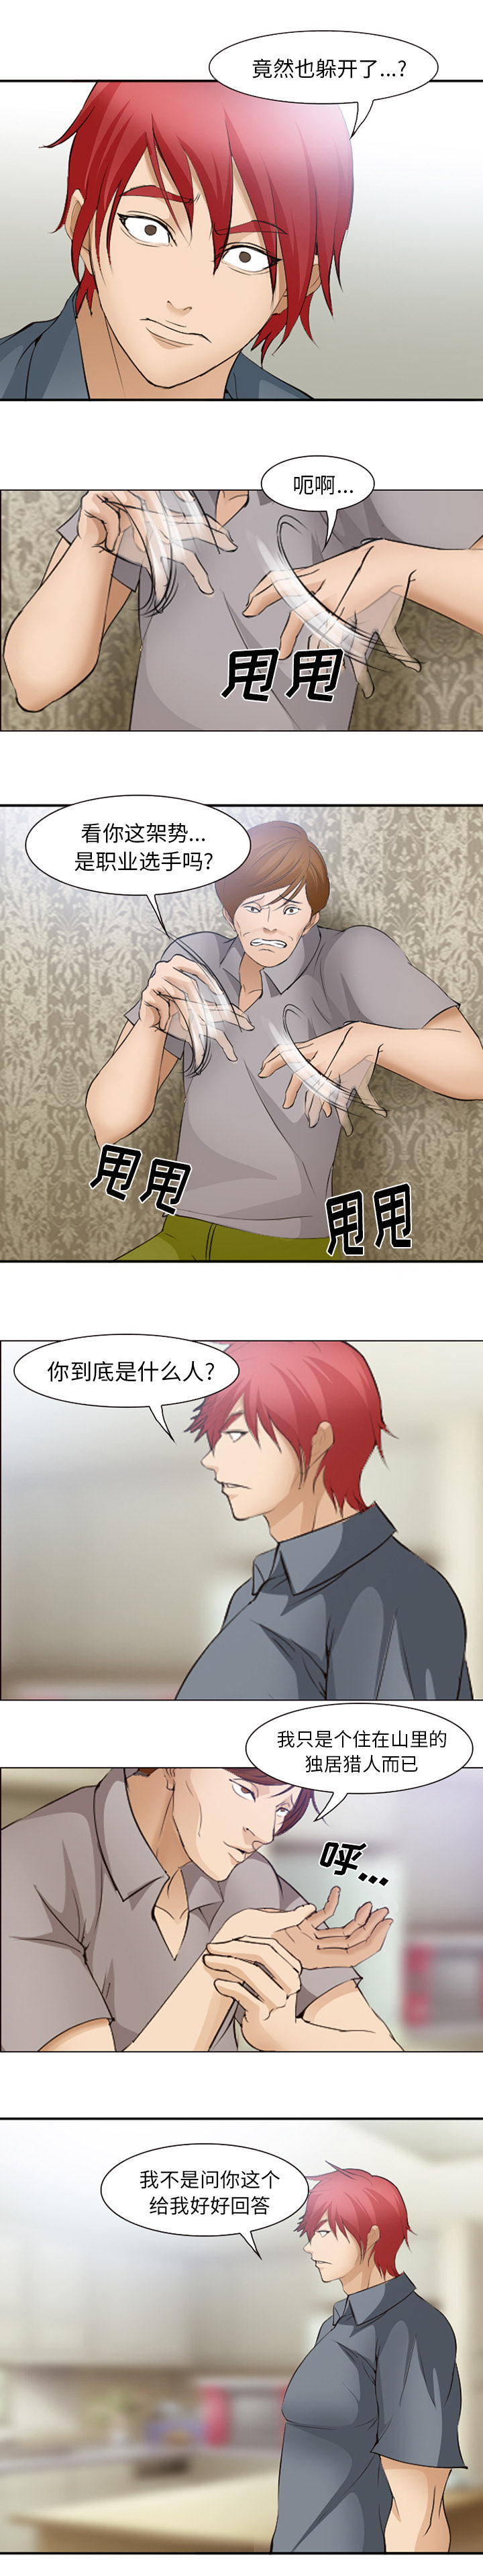 竟然也躲开了...?
呃啊...
甩甩
看你这架势...
是职业选手吗?
甩甩
甩甩
你到底是什么人?
我只是个住在山里的
独居猎人而已
呼...
我不是问你这个
给我好好回答